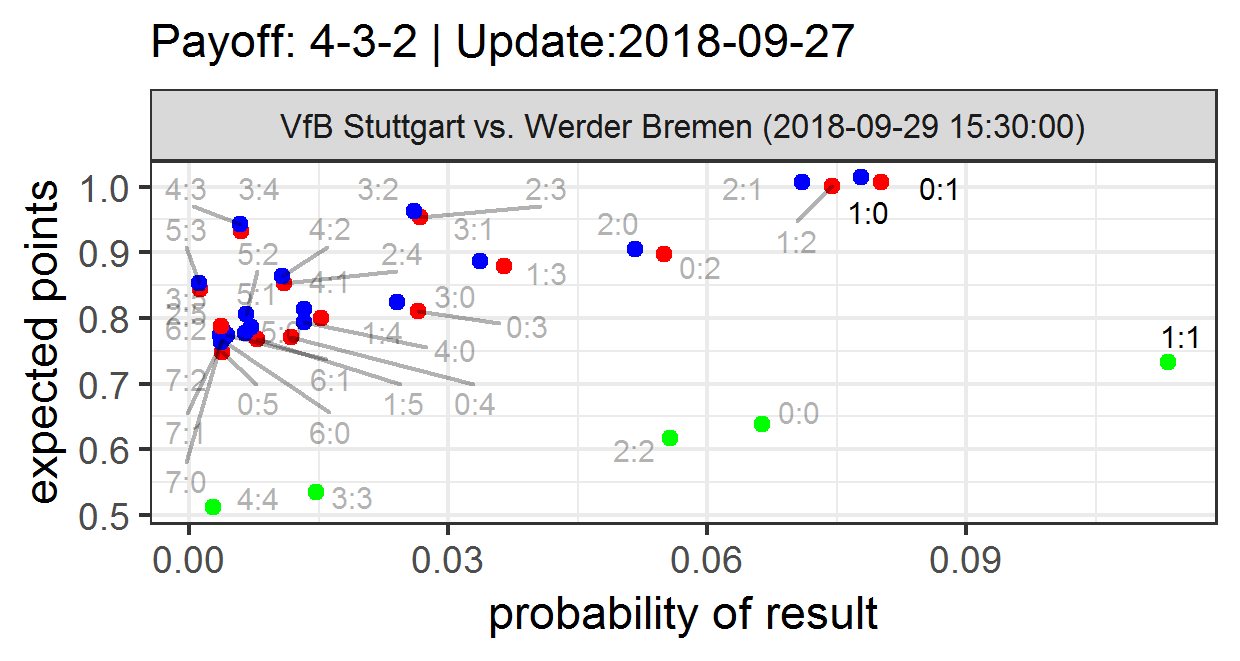 Payoff: 4-3-2 | Update:2018-09-27
VfB Stuttgart vs. Werder Bremen (2018-09-29 15:30:00)
expected points
1.0
0.9
0.8
0.7
0.6
0.5
4:3 3:4 3:2 2:3 2:1 0:1
1:0
5:3 4:2 3:1 2:0 1:2
5:2 2:4 1:3 0:2
3:5 5:1 4:1 3:0
2:5
6:2 5:0 1:4 0:3 1:1
4:0
7:2 6:1
0:5 1:5 0:4 0:0
7:1 6:0
2:2
7:0 4:4 3:3
0.00 0.03 0.06 0.09
probability of result